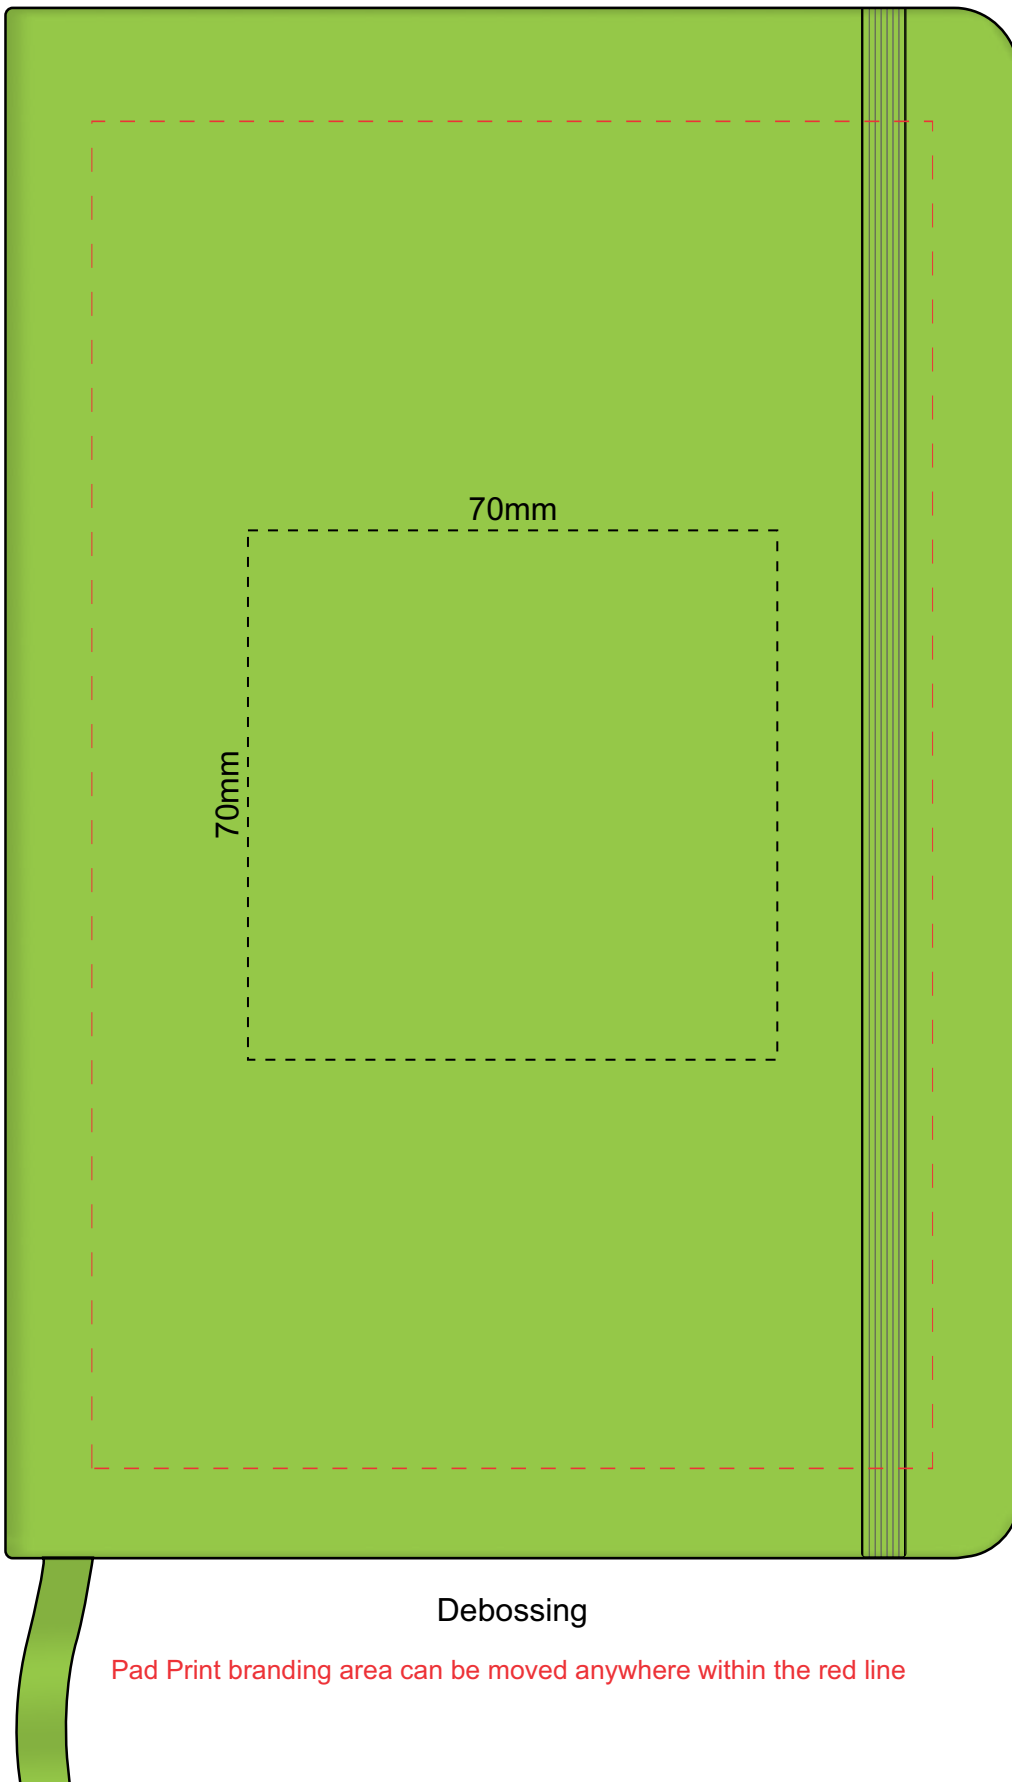 70mm
70mm
Debossing
Pad Print branding area can be moved anywhere within the red line